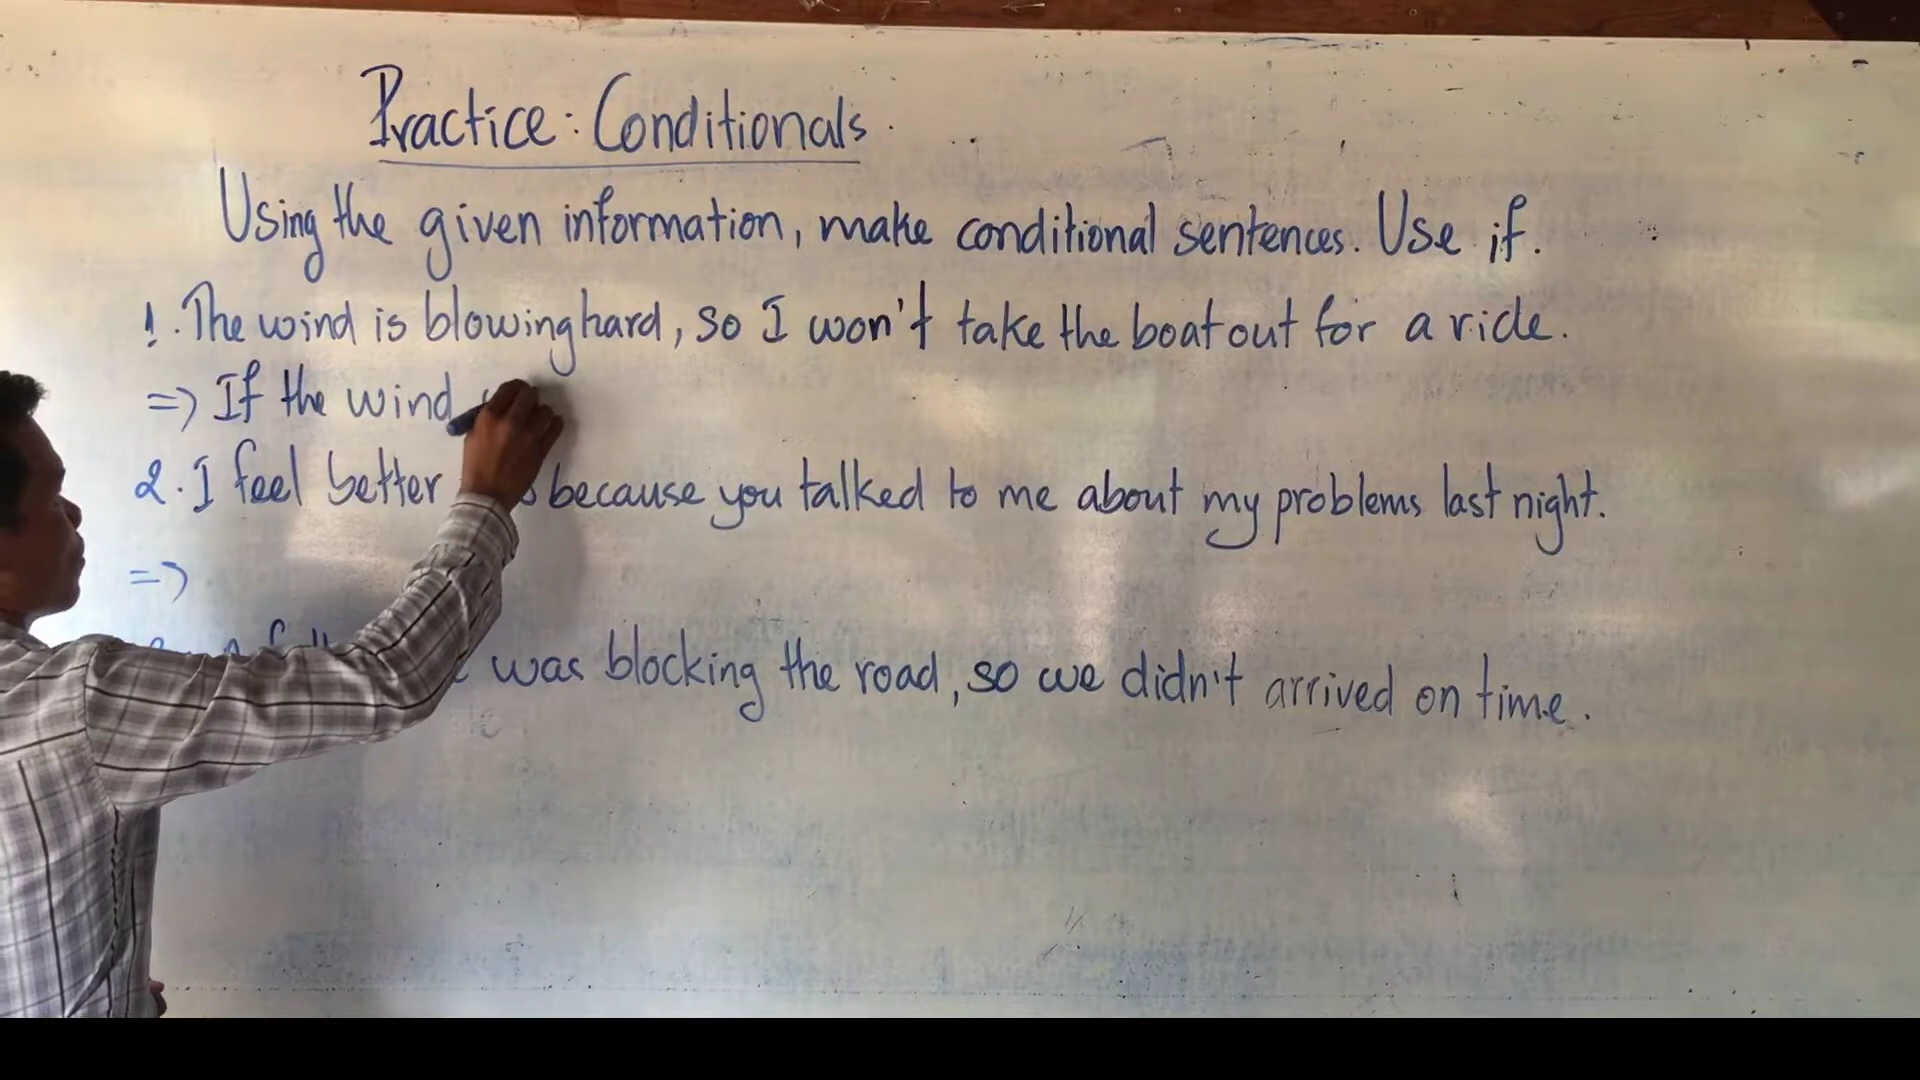 Practice: Conditionals.
Using the given information, make conditional sentences. Use if.
1. The wind is blowing hard, so I won't take the boat out for a ride.
=> If the wind
2. I feel better because you talked to me about my problems last night.
=>
was blocking the road, so we didn't arrived on time.